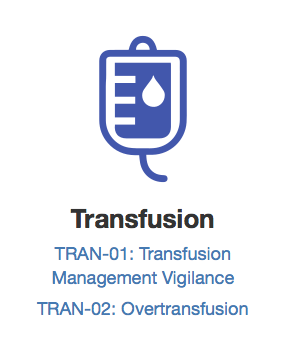 Transfusion
TRAN-01: Transfusion
Management Vigilance
TRAN-02: Overtransfusion